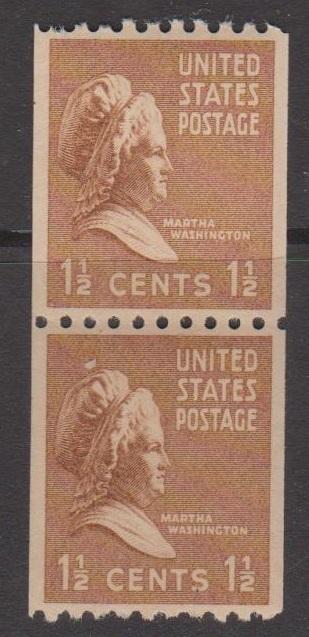 UNITED
STATES
POSTAGE
MARTHA
WASHINGTON
1½ CENTS 1½
UNITED
STATES
POSTAGE
MARTHA
WASHINGTON
1½ CENTS 1½